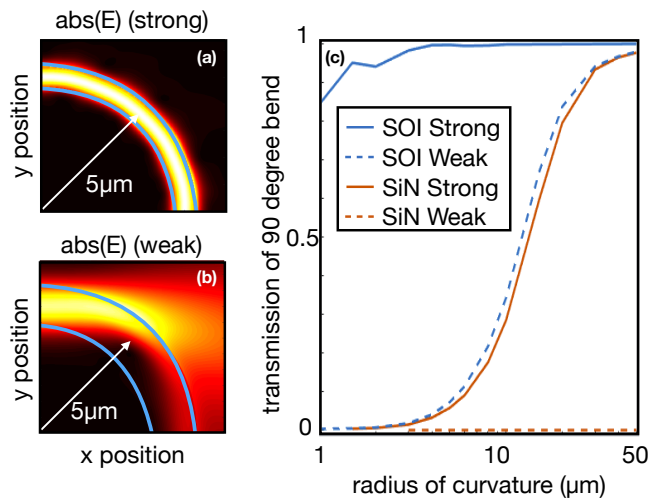 abs(E) (strong)
(a)
y position
5μm
abs(E) (weak)
(b)
y position
5μm
x position
(c)
transmission of 90 degree bend
1
0.5
0
SOI Strong
SOI Weak
SiN Strong
SiN Weak
1
10
50
radius of curvature (μm)